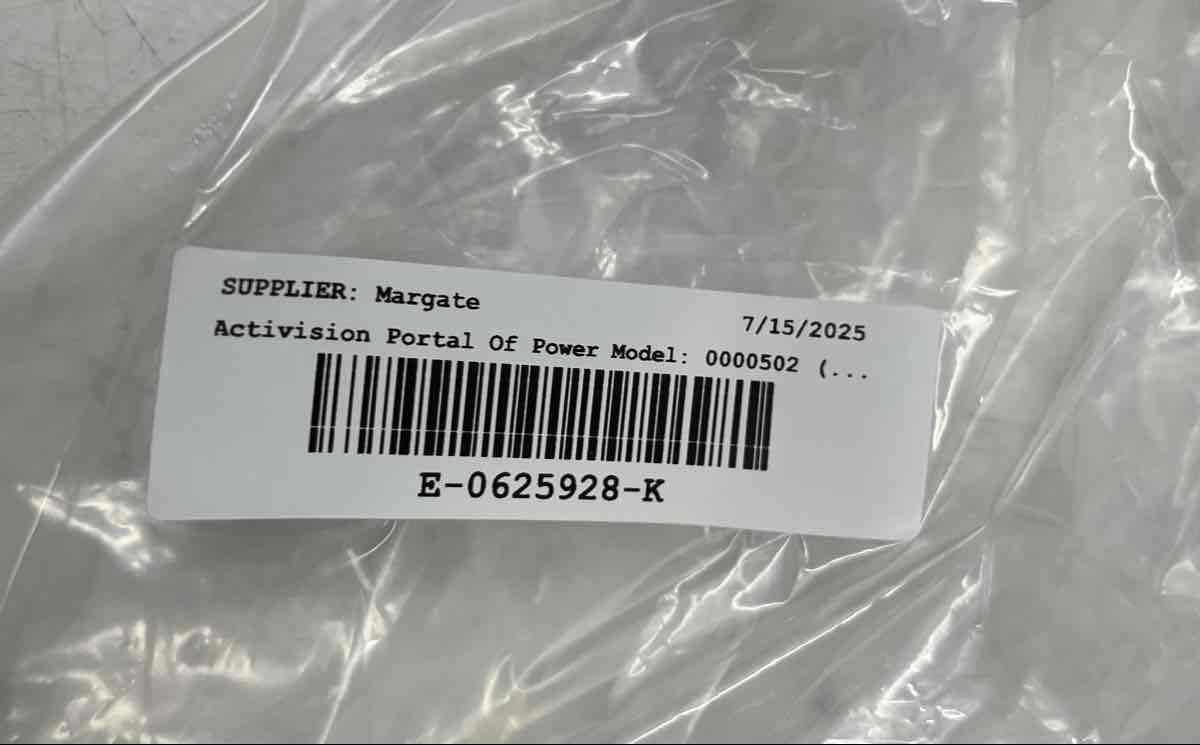 SUPPLIER: Margate
7/15/2025
Activision Portal Of Power Model: 0000502 (...
E-0625928-K